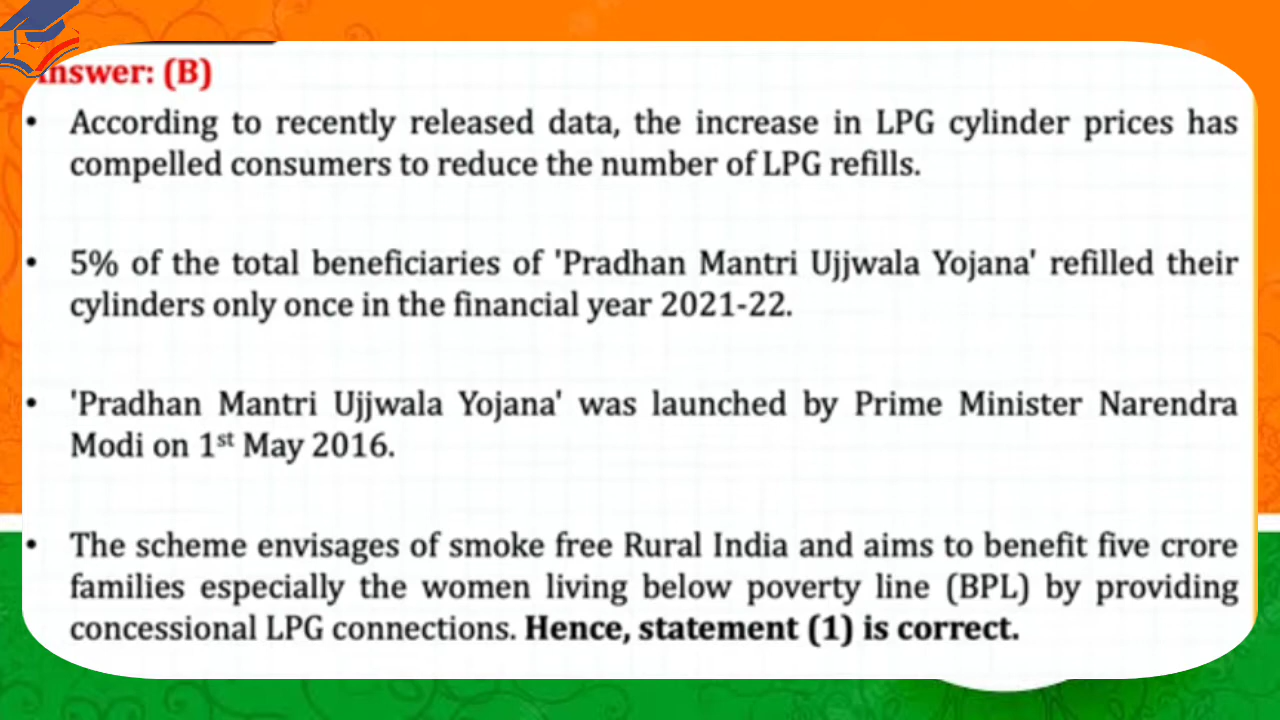 nswer: (B)
• According to recently released data, the increase in LPG cylinder prices has
compelled consumers to reduce the number of LPG refills.
• 5% of the total beneficiaries of 'Pradhan Mantri Ujjwala Yojana' refilled their
cylinders only once in the financial year 2021-22.
• 'Pradhan Mantri Ujjwala Yojana' was launched by Prime Minister Narendra
Modi on 1st May 2016.
• The scheme envisages of smoke free Rural India and aims to benefit five crore
families especially the women living below poverty line (BPL) by providing
concessional LPG connections. Hence, statement (1) is correct.